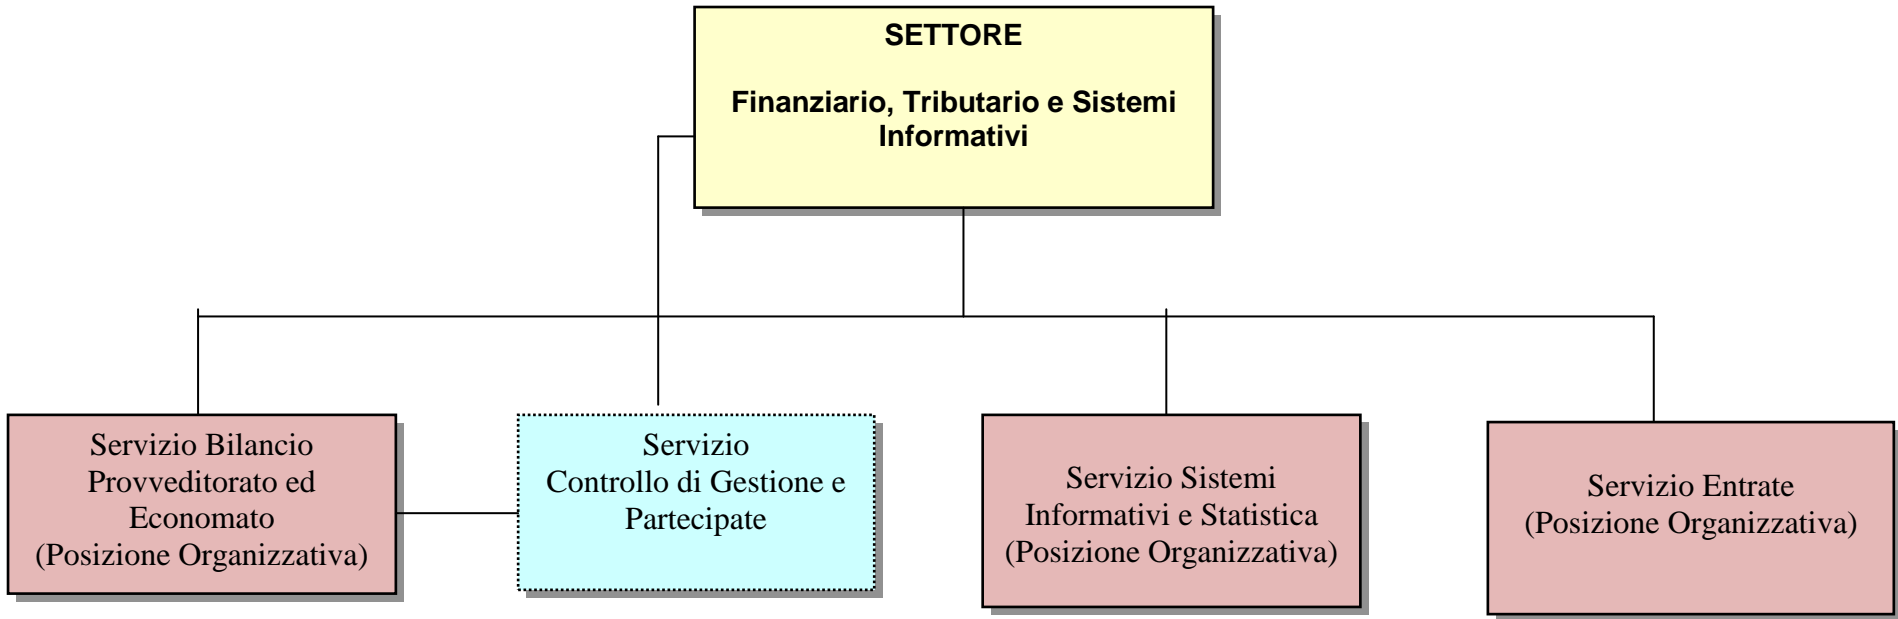 SETTORE
Finanziario, Tributario e Sistemi
Informativi
Servizio Bilancio
Provveditorato ed
Economato
(Posizione Organizzativa)
Servizio
Controllo di Gestione e
Partecipate
Servizio Sistemi
Informativi e Statistica
(Posizione Organizzativa)
Servizio Entrate
(Posizione Organizzativa)